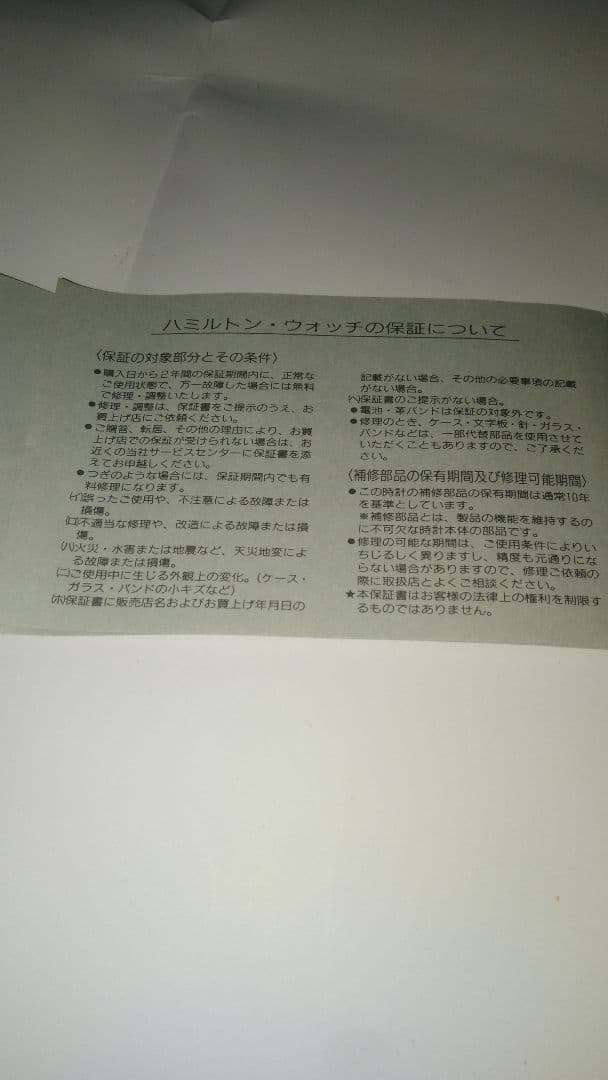 ハミルトン・ウォッチの保証について
〈保証の対象部分とその条件〉
●購入日から2年間の保証期間内に、正常な
ご使用状態で、万一故障した場合には無料
で修理・調整いたします。
●修理・調整は、保証書をご提示のうえ、お
買上げ店にご依頼ください。
●ご贈答、転居、その他の理由により、お買
上げ店での保証が受けられない場合は、お
近くの当社サービスセンターに保証書を添
えてお申越しください。
●つぎのような場合には、保証期間内でも有
料修理になります。
(イ)誤ったご使用や、不注意による故障または
損傷。
(ロ)不適当な修理や、改造による故障または損
傷。
(ハ)火災・水害または地震など、天災地変によ
る故障または損傷。
(ニ)ご使用中に生じる外観上の変化。(ケース・
ガラス・バンドの小キズなど)
(ホ)保証書に販売店名およびお買上げ年月日の
記載がない場合、その他の必要事項の記載
がない場合。
(ヘ)保証書のご提示がない場合。
●電池・革バンドは保証の対象外です。
●修理のとき、ケース・文字板・針・ガラス・
バンドなどは、一部代替部品を使用させて
いただくこともありますので、ご了承くだ
さい。
〈補修部品の保有期間及び修理可能期間〉
●この時計の補修部品の保有期間は通常10年
を基準としています。
※補修部品とは、製品の機能を維持するの
に不可欠な時計本体の部品です。
●修理の可能な期間は、ご使用条件によりい
ちじるしく異りますし、精度も元通りにな
らない場合がありますので、修理ご依頼の
際に取扱店とよくご相談ください。
★本保証書はお客様の法律上の権利を制限す
るものではありません。